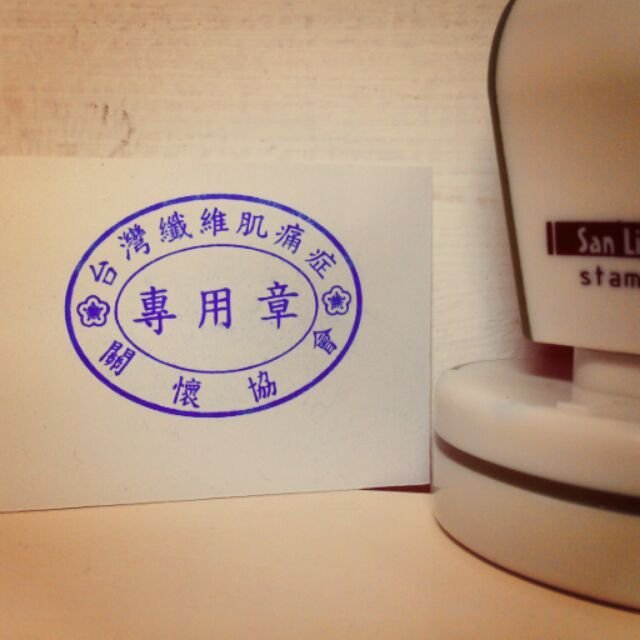 台灣纖維肌痛症
專用章
關懷協會
San Li
stam